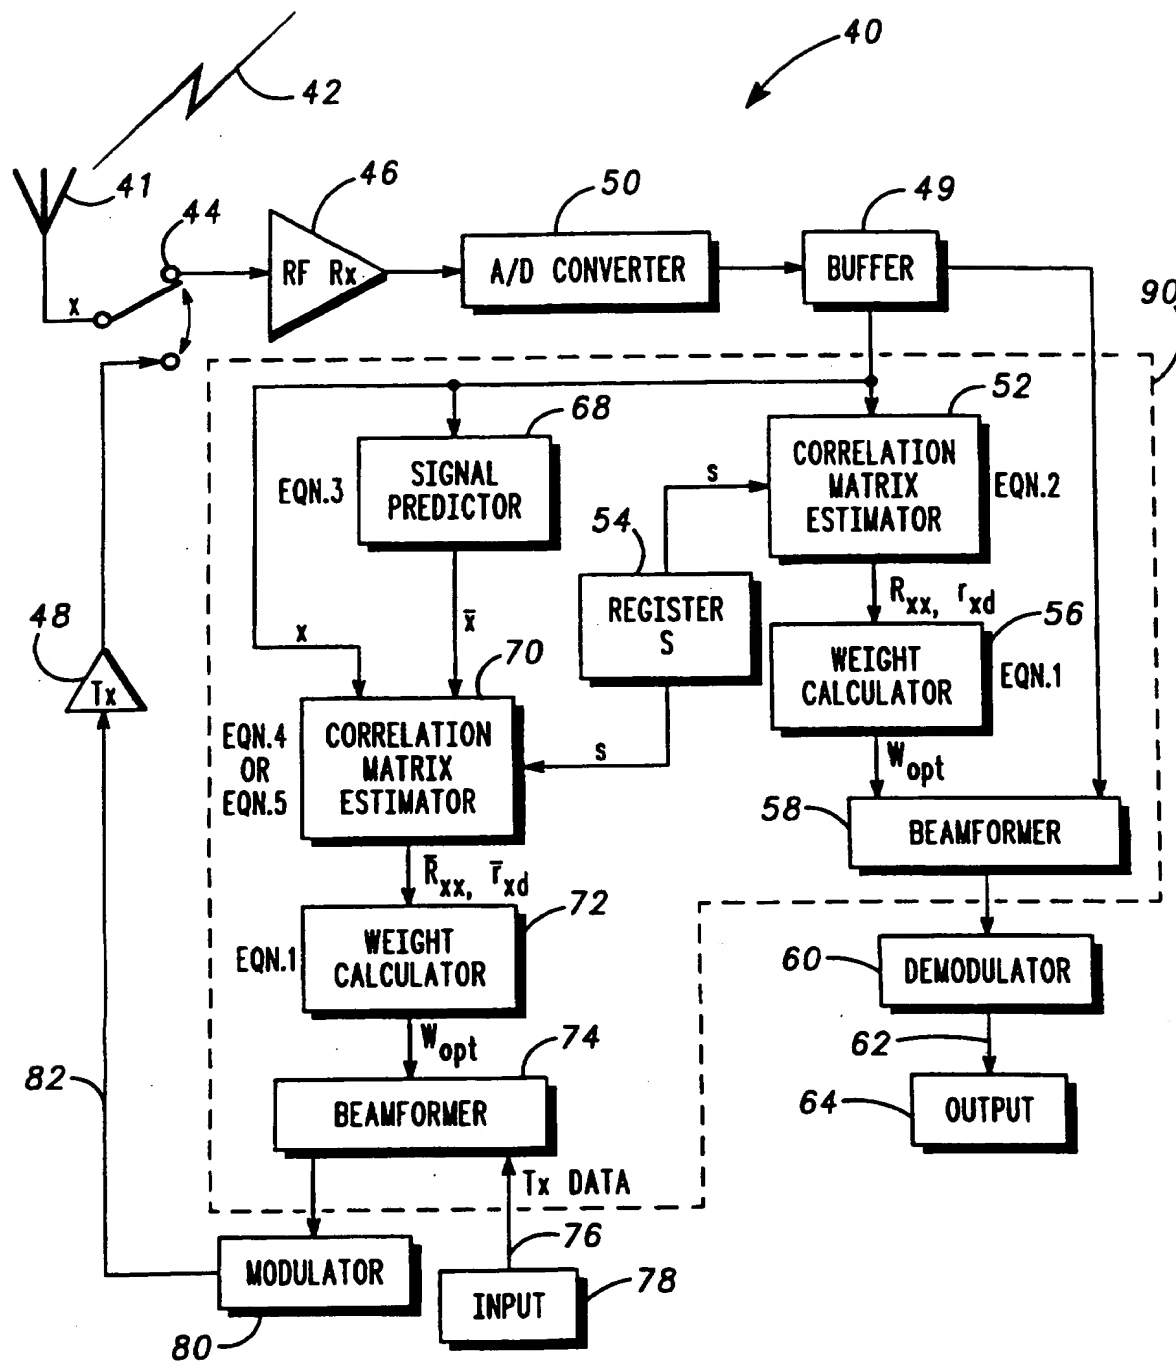 40
42
41
44
46
50
49
RF Rx
A/D CONVERTER
BUFFER
90
x
68
52
SIGNAL
PREDICTOR
EQN.3
s
CORRELATION
MATRIX
ESTIMATOR
EQN.2
54
REGISTER
S
R̄xx, rxd
56
48
Tx
x
x̄
70
WEIGHT
CALCULATOR
EQN.1
EQN.4
OR
EQN.5
CORRELATION
MATRIX
ESTIMATOR
s
Wopt
58
BEAMFORMER
R̄xx, r̄xd
72
EQN.1
WEIGHT
CALCULATOR
60
DEMODULATOR
Wopt
74
62
82
BEAMFORMER
64
OUTPUT
Tx DATA
76
MODULATOR
78
INPUT
80